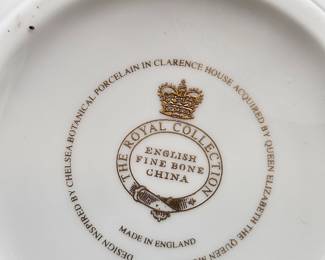 DESIGN INSPIRED BY CHELSEA BOTANICAL PORCELAIN IN CLARENCE HOUSE ACQUIRED BY QUEEN ELIZABETH THE QUEEN
THE ROYAL COLLECTION
ENGLISH
FINE BONE
CHINA
MADE IN ENGLAND